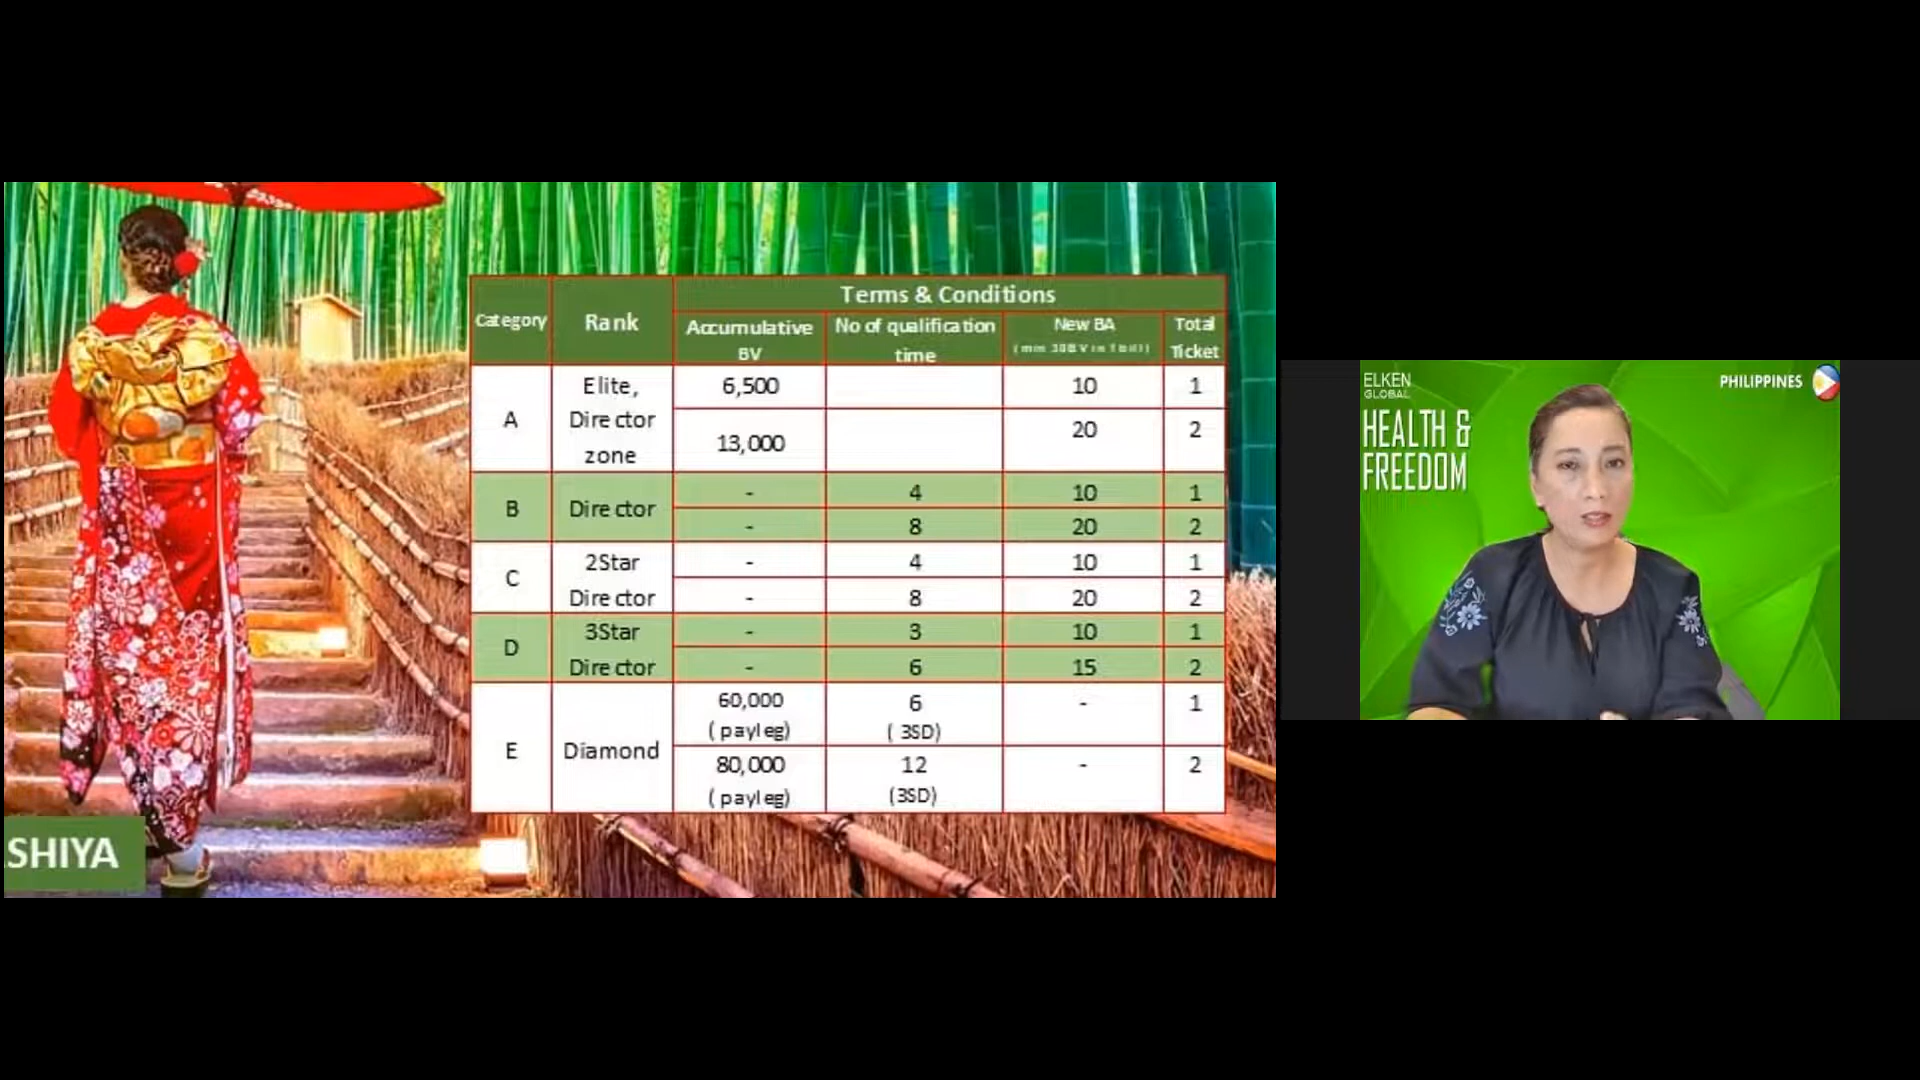 Terms & Conditions
Category Rank Accumulative BV No of qualification time New BA Total Ticket
A Elite, Director zone 6,500 10 1
13,000 20 2
B Director - 4 10 1
- 8 20 2
C 2Star Director - 4 10 1
- 8 20 2
D 3Star Director - 3 10 1
- 6 15 2
E Diamond 60,000 (payleg) 6 (3SD) - 1
80,000 (payleg) 12 (3SD) - 2
SHIYA
ELKEN
GLOBAL
HEALTH &
FREEDOM
PHILIPPINES